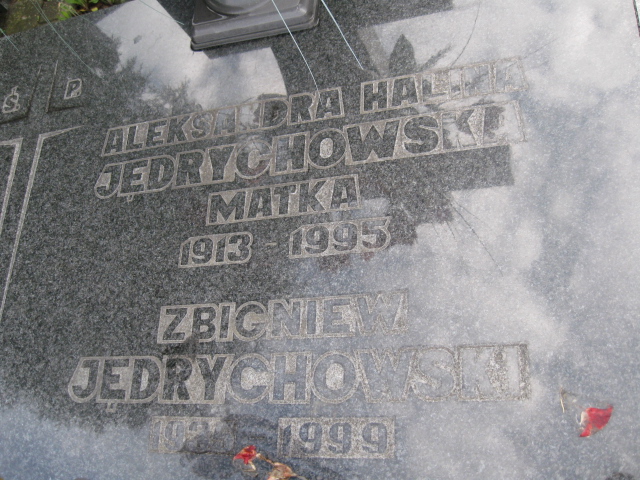 Ś P
ALEKSANDRA HALINA
JĘDRYCHOWSKA
MATKA
1913 - 1995
ZBIGNIEW
JĘDRYCHOWSKI
1999